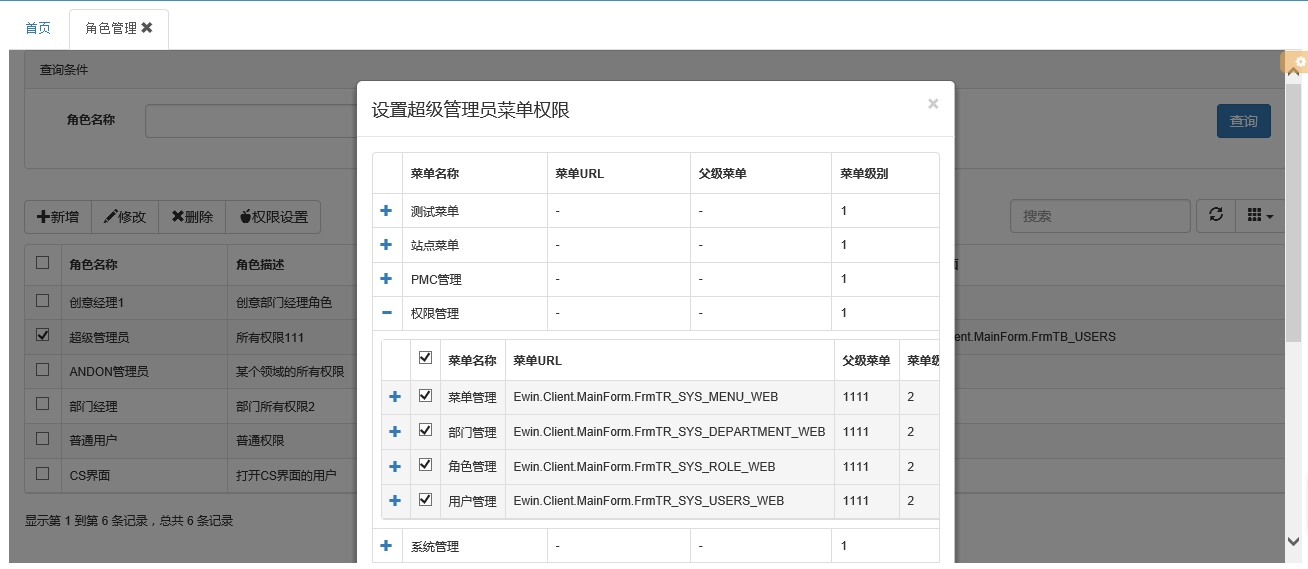 首页 角色管理
查询条件
角色名称 查询
新增 修改 删除 权限设置 搜索
角色名称 角色描述
创意经理1 创意部门经理角色
超级管理员 所有权限111 ent.MainForm.FrmTB_USERS
ANDON管理员 某个领域的所有权限
部门经理 部门所有权限2
普通用户 普通权限
CS界面 打开CS界面的用户
显示第 1 到第 6 条记录，总共 6 条记录
设置超级管理员菜单权限 ×
菜单名称 菜单URL 父级菜单 菜单级别
测试菜单 - - 1
站点菜单 - - 1
PMC管理 - - 1
权限管理 - - 1
菜单名称 菜单URL 父级菜单 菜单级
菜单管理 Ewin.Client.MainForm.FrmTR_SYS_MENU_WEB 1111 2
部门管理 Ewin.Client.MainForm.FrmTR_SYS_DEPARTMENT_WEB 1111 2
角色管理 Ewin.Client.MainForm.FrmTR_SYS_ROLE_WEB 1111 2
用户管理 Ewin.Client.MainForm.FrmTR_SYS_USERS_WEB 1111 2
系统管理 - - 1